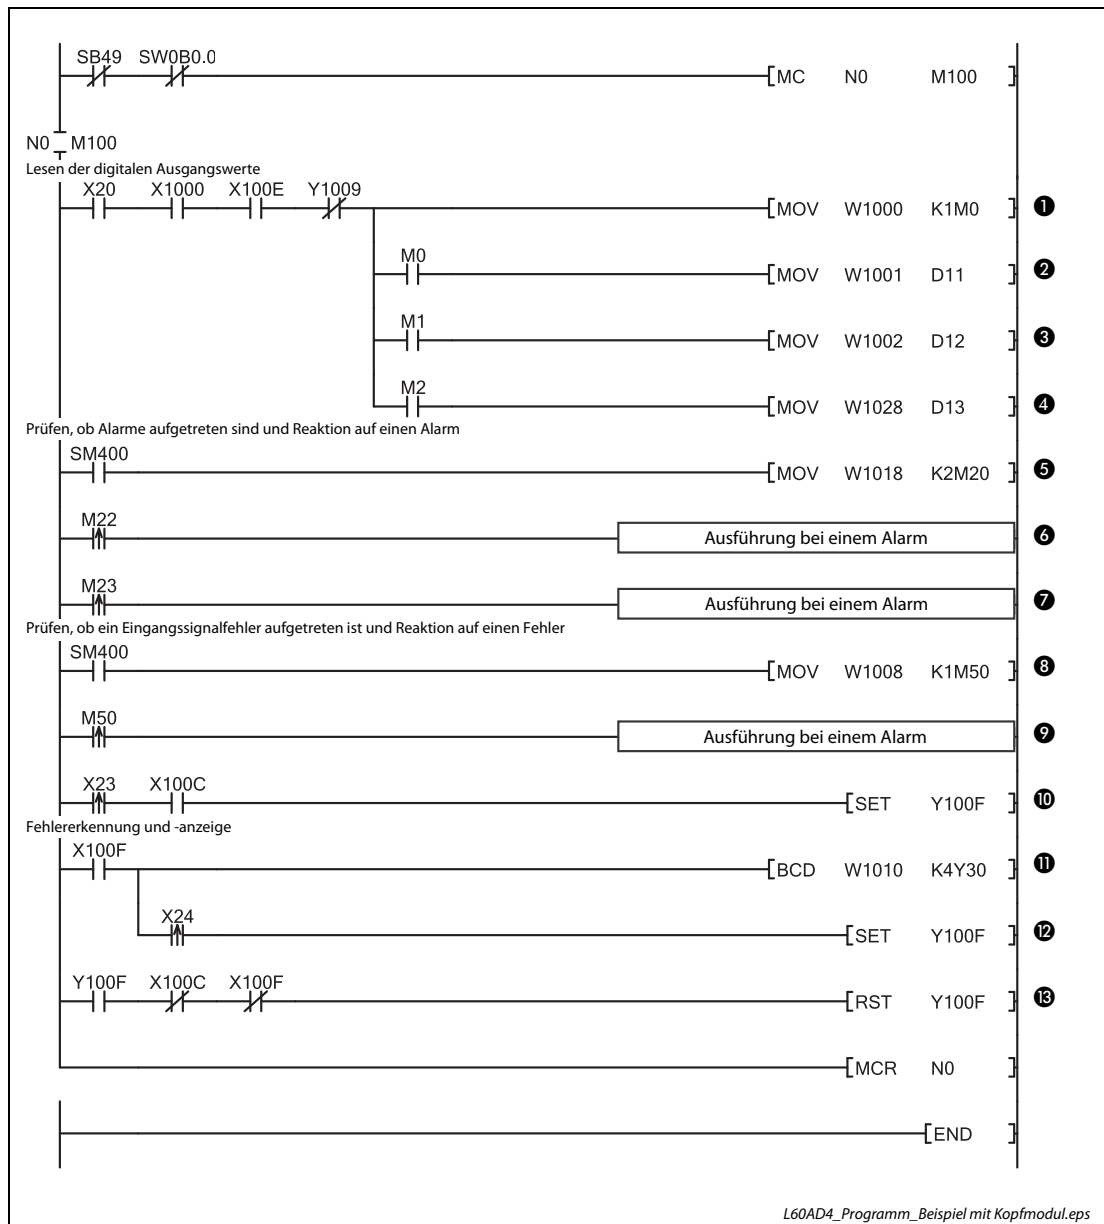 SB49 SW0B0.0
MC N0 M100
N0 M100
Lesen der digitalen Ausgangswerte
X20 X1000 X100E Y1009
MOV W1000 K1M0 ❶
M0
MOV W1001 D11 ❷
M1
MOV W1002 D12 ❸
M2
MOV W1028 D13 ❹
Prüfen, ob Alarme aufgetreten sind und Reaktion auf einen Alarm
SM400
MOV W1018 K2M20 ❺
M22
Ausführung bei einem Alarm ❻
M23
Ausführung bei einem Alarm ❼
Prüfen, ob ein Eingangssignalfehler aufgetreten ist und Reaktion auf einen Fehler
SM400
MOV W1008 K1M50 ❽
M50
Ausführung bei einem Alarm ❾
X23 X100C
SET Y100F ❿
Fehlererkennung und -anzeige
X100F
BCD W1010 K4Y30 ⓫
X24
SET Y100F ⓬
Y100F X100C X100F
RST Y100F ⓭
MCR N0
END
L60AD4_Programm_Beispiel mit Kopfmodul.eps